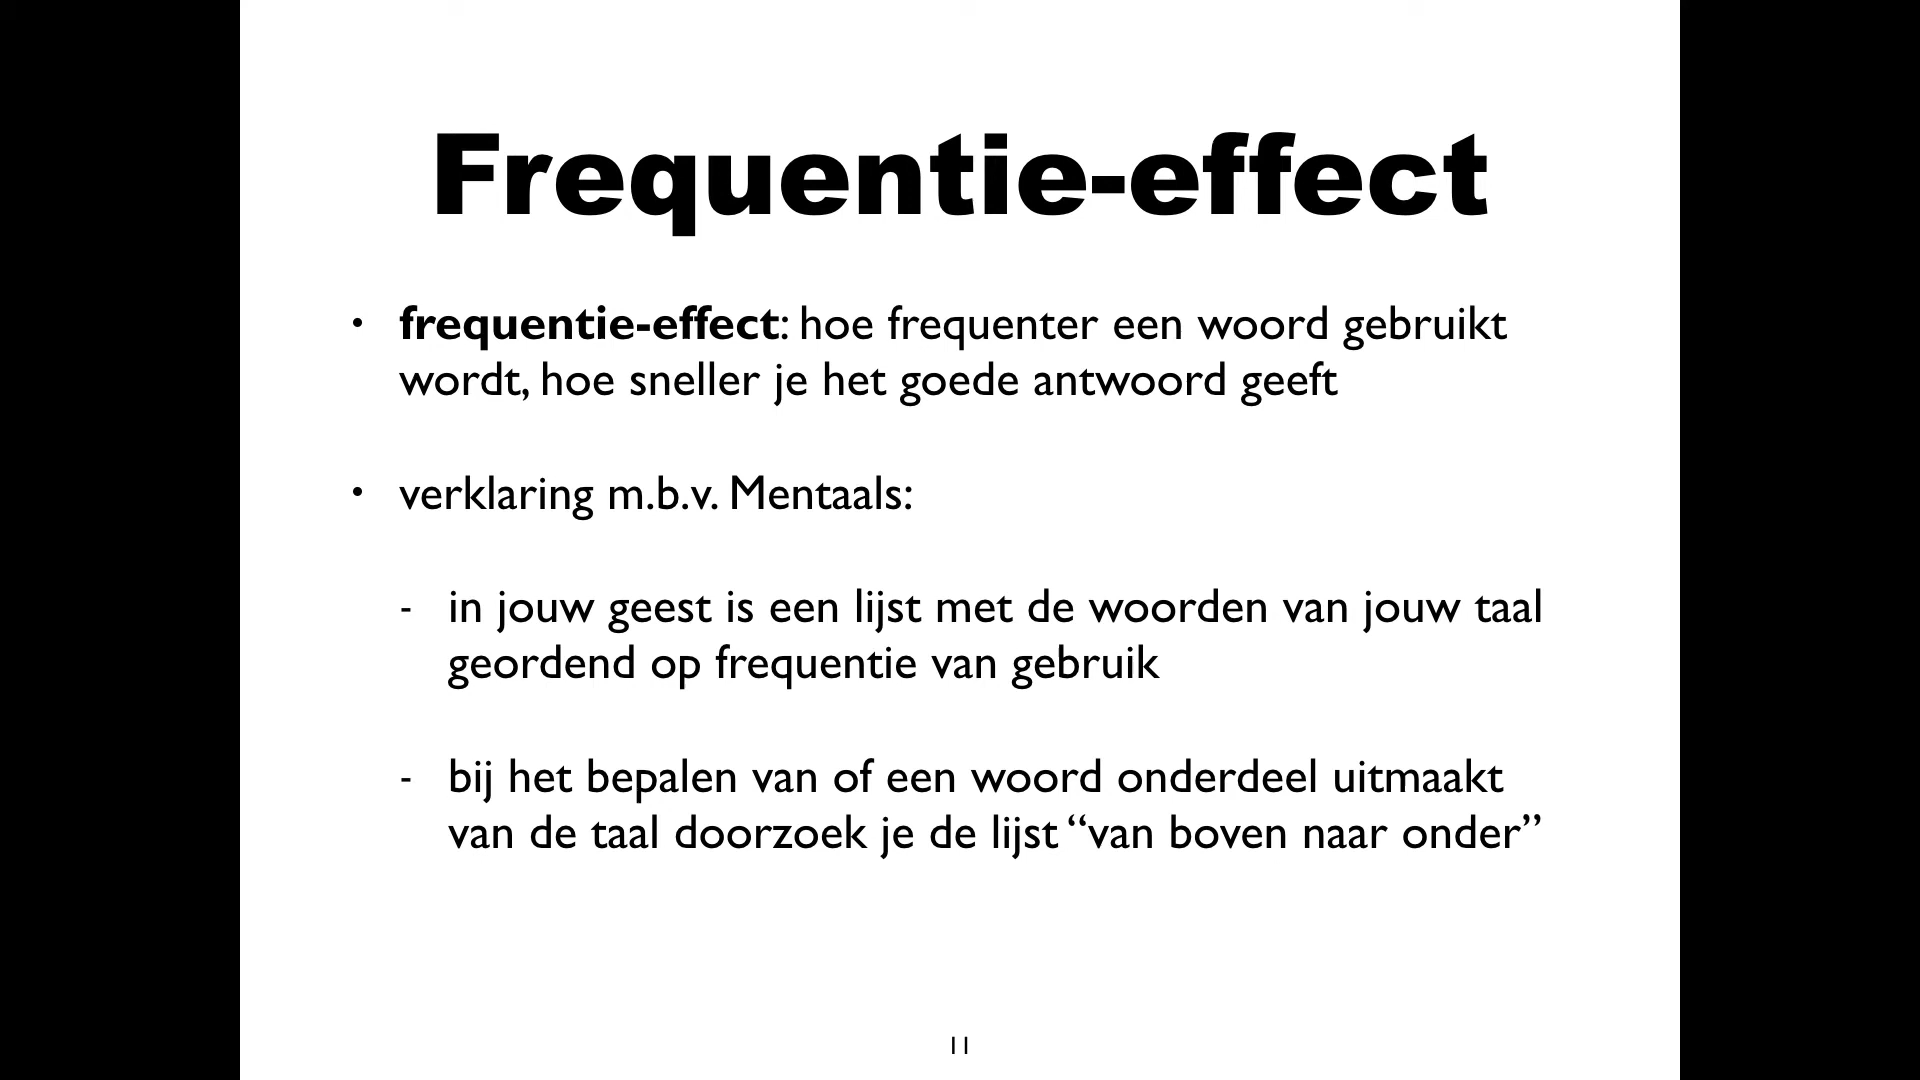 Frequentie-effect
• frequentie-effect: hoe frequenter een woord gebruikt
wordt, hoe sneller je het goede antwoord geeft
• verklaring m.b.v. Mentaals:
- in jouw geest is een lijst met de woorden van jouw taal
geordend op frequentie van gebruik
- bij het bepalen van of een woord onderdeel uitmaakt
van de taal doorzoek je de lijst “van boven naar onder”
11